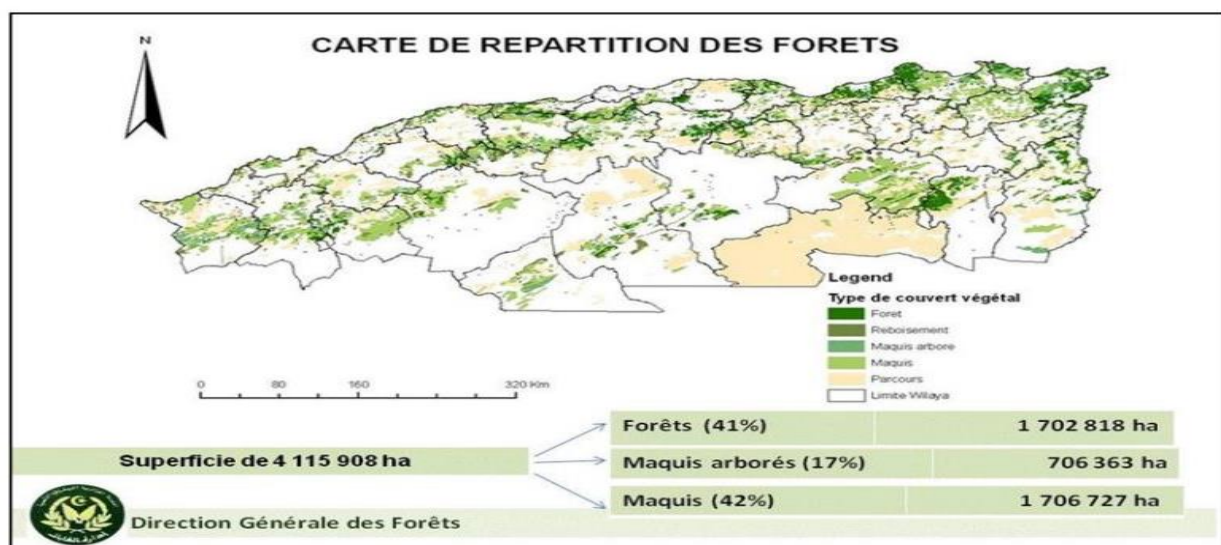 N
CARTE DE REPARTITION DES FORETS
Legend
Type de couvert végétal
Foret
Reboisement
Maquis arbore
Maquis
Parcours
Limite Wilaya
0 80 160 320 Km
Superficie de 4 115 908 ha
Forêts (41%) 1 702 818 ha
Maquis arborés (17%) 706 363 ha
Maquis (42%) 1 706 727 ha
Direction Générale des Forêts